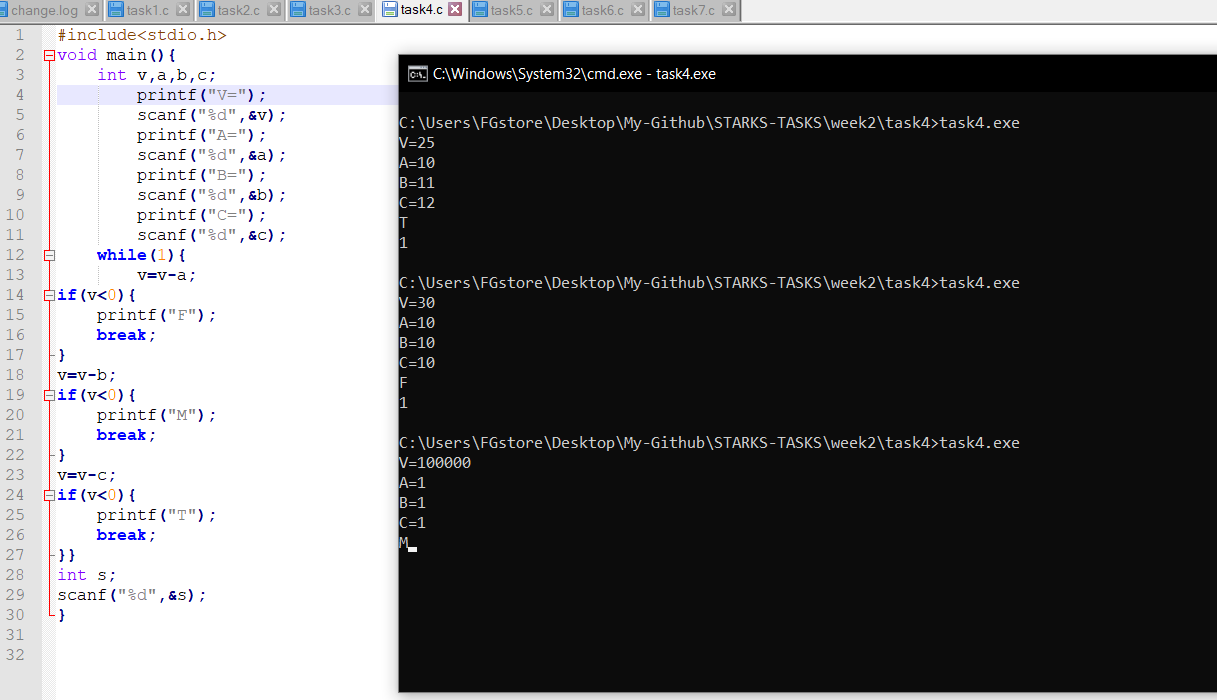 change.log task1.c task2.c task3.c task4.c task5.c task6.c task7.c
1 #include<stdio.h>
2 void main(){
3 int v,a,b,c;
4 printf("V=");
5 scanf("%d",&v);
6 printf("A=");
7 scanf("%d",&a);
8 printf("B=");
9 scanf("%d",&b);
10 printf("C=");
11 scanf("%d",&c);
12 while(1){
13 v=v-a;
14 if(v<0){
15 printf("F");
16 break;
17 }
18 v=v-b;
19 if(v<0){
20 printf("M");
21 break;
22 }
23 v=v-c;
24 if(v<0){
25 printf("T");
26 break;
27 }}
28 int s;
29 scanf("%d",&s);
30 }
31
32
C:\Windows\System32\cmd.exe - task4.exe
C:\Users\FGstore\Desktop\My-Github\STARKS-TASKS\week2\task4>task4.exe
V=25
A=10
B=11
C=12
T
1
C:\Users\FGstore\Desktop\My-Github\STARKS-TASKS\week2\task4>task4.exe
V=30
A=10
B=10
C=10
F
1
C:\Users\FGstore\Desktop\My-Github\STARKS-TASKS\week2\task4>task4.exe
V=100000
A=1
B=1
C=1
M